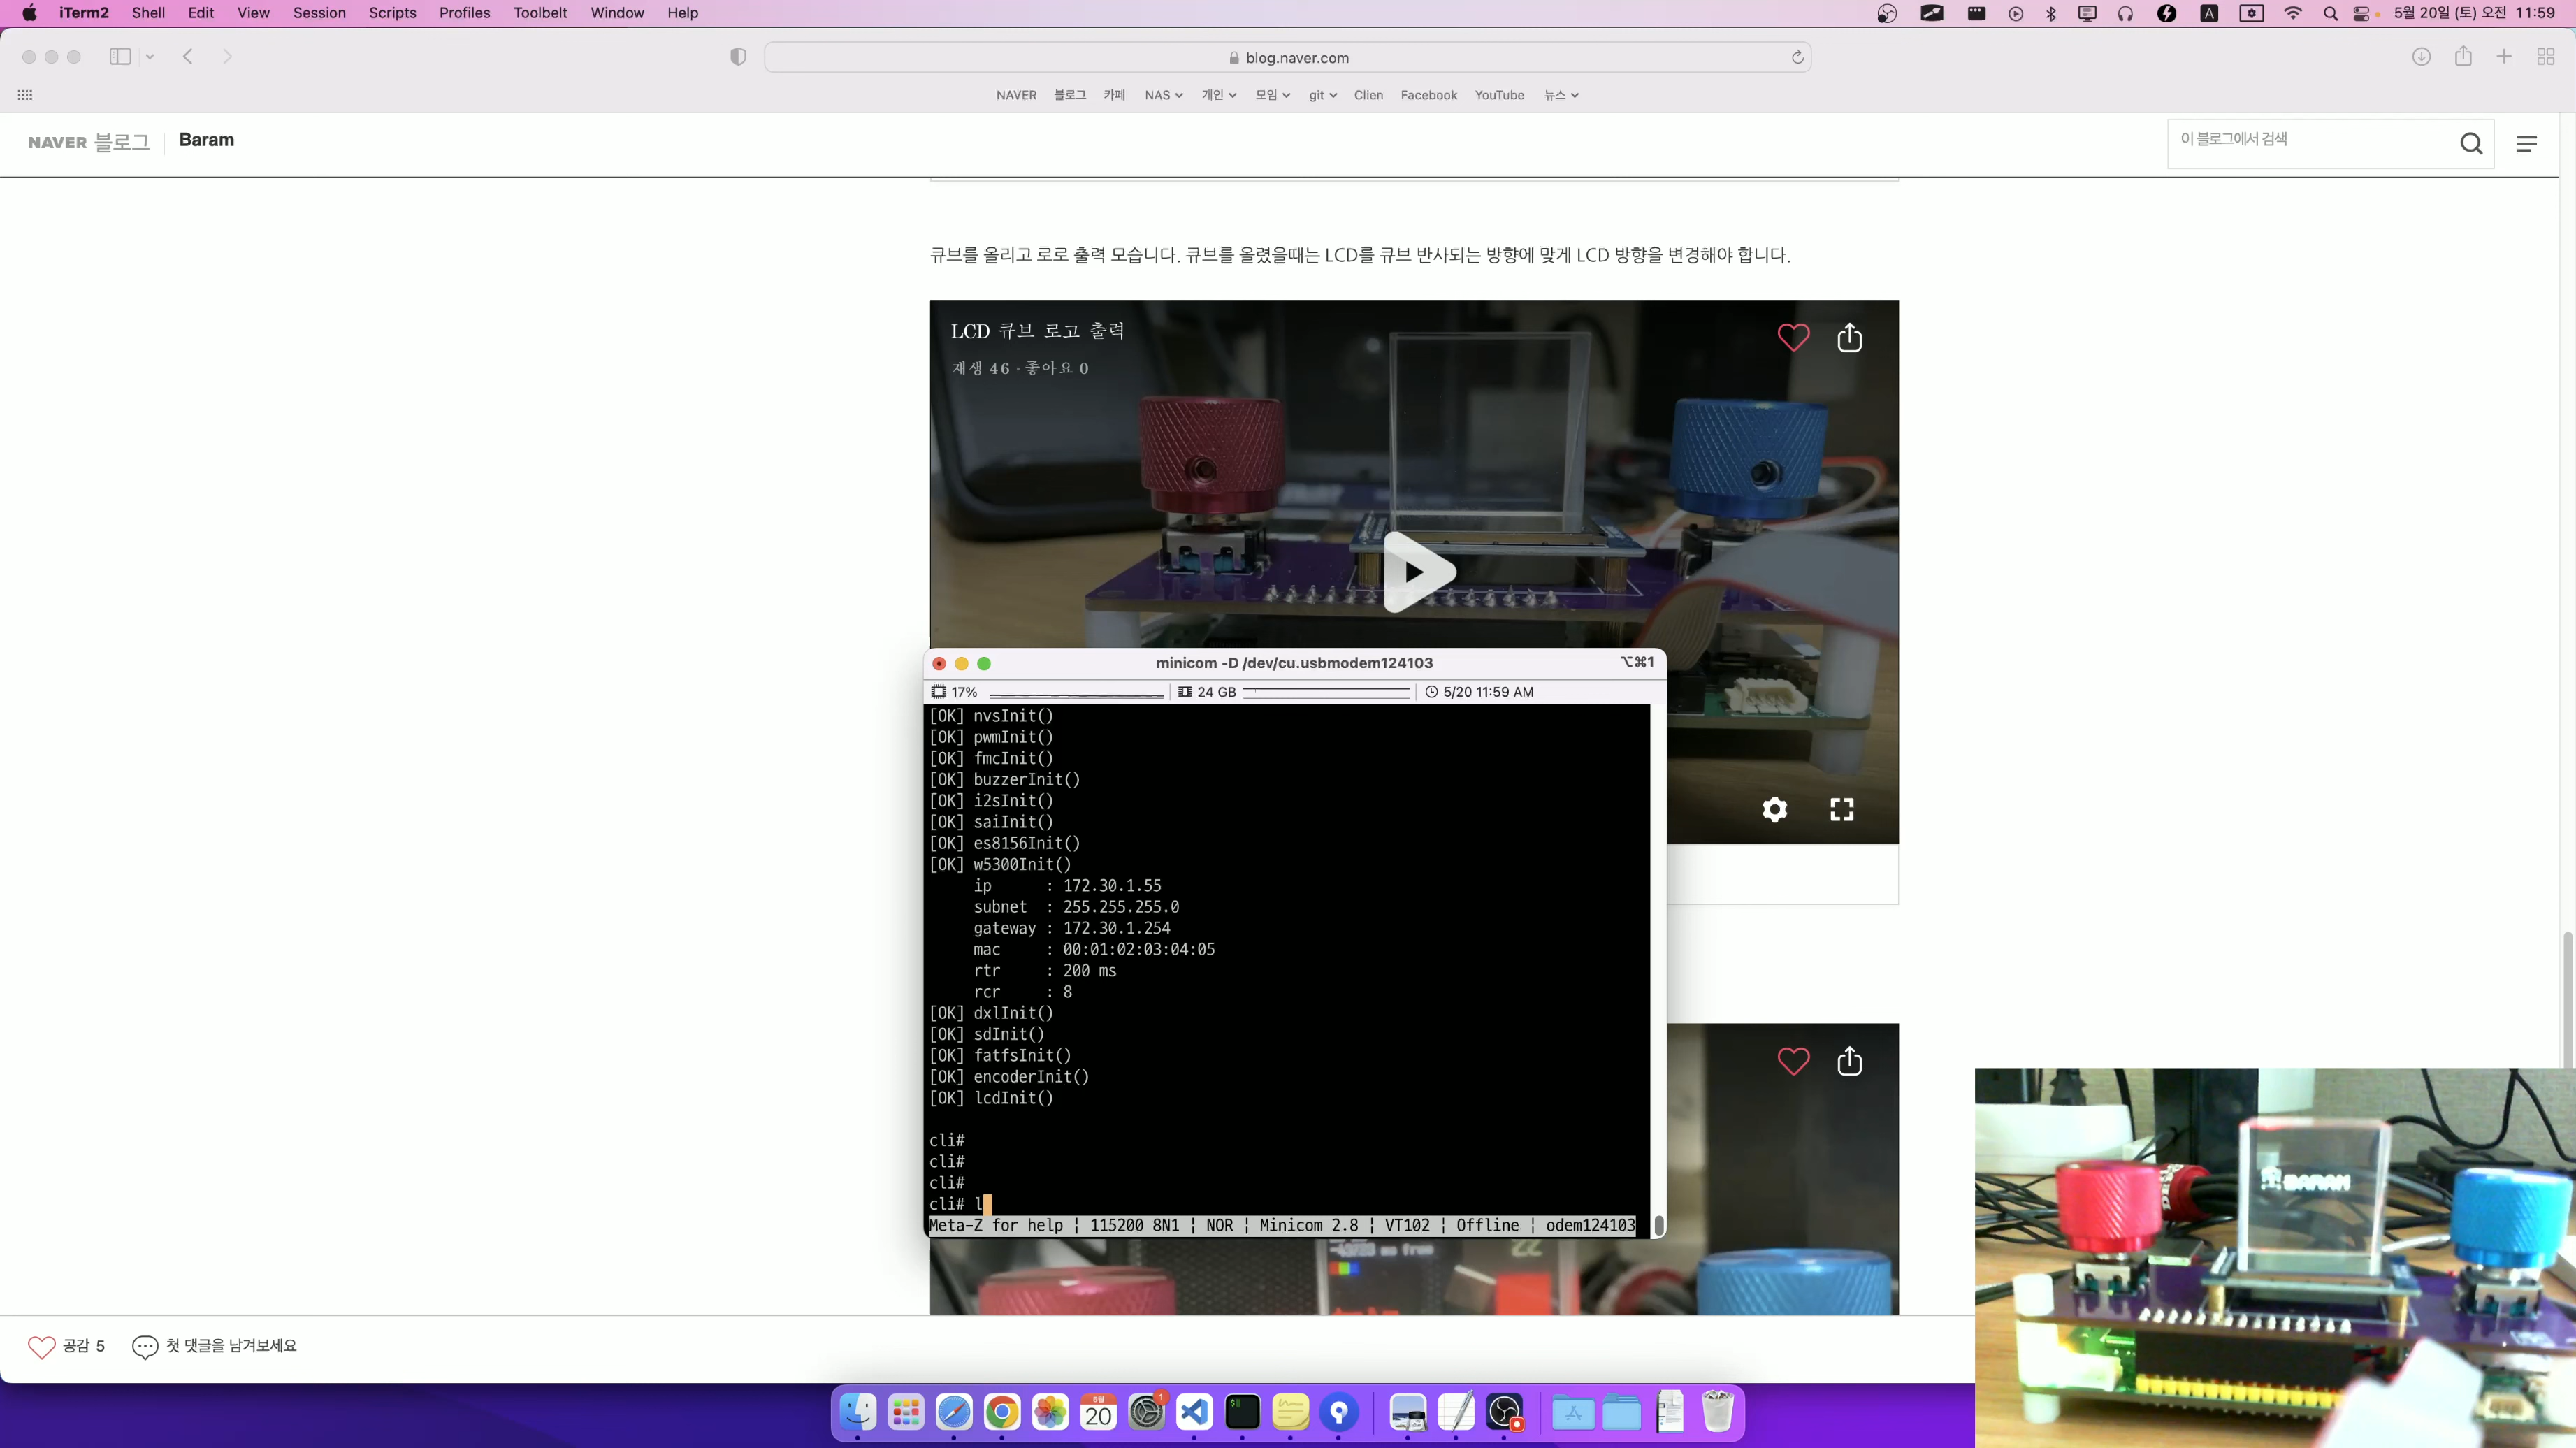 iTerm2 Shell Edit View Session Scripts Profiles Toolbelt Window Help
A 5월 20일 (토) 오전 11:59
blog.naver.com
NAVER 블로그 카페 NAS 개인 모임 git Clien Facebook YouTube 뉴스
NAVER 블로그 Baram
이 블로그에서 검색
큐브를 올리고 로로 출력 모습니다. 큐브를 올렸을때는 LCD를 큐브 반사되는 방향에 맞게 LCD 방향을 변경해야 합니다.
LCD 큐브 로고 출력
재생 46 · 좋아요 0
minicom -D /dev/cu.usbmodem124103 ⌥⌘1
17% 24 GB 5/20 11:59 AM
[OK] nvsInit()
[OK] pwmInit()
[OK] fmcInit()
[OK] buzzerInit()
[OK] i2sInit()
[OK] saiInit()
[OK] es8156Init()
[OK] w5300Init()
ip : 172.30.1.55
subnet : 255.255.255.0
gateway : 172.30.1.254
mac : 00:01:02:03:04:05
rtr : 200 ms
rcr : 8
[OK] dxlInit()
[OK] sdInit()
[OK] fatfsInit()
[OK] encoderInit()
[OK] lcdInit()
cli#
cli#
cli#
cli# l
Meta-Z for help ¦ 115200 8N1 ¦ NOR ¦ Minicom 2.8 ¦ VT102 ¦ Offline ¦ odem124103
BARAM
공감 5 첫 댓글을 남겨보세요
5월
20
1